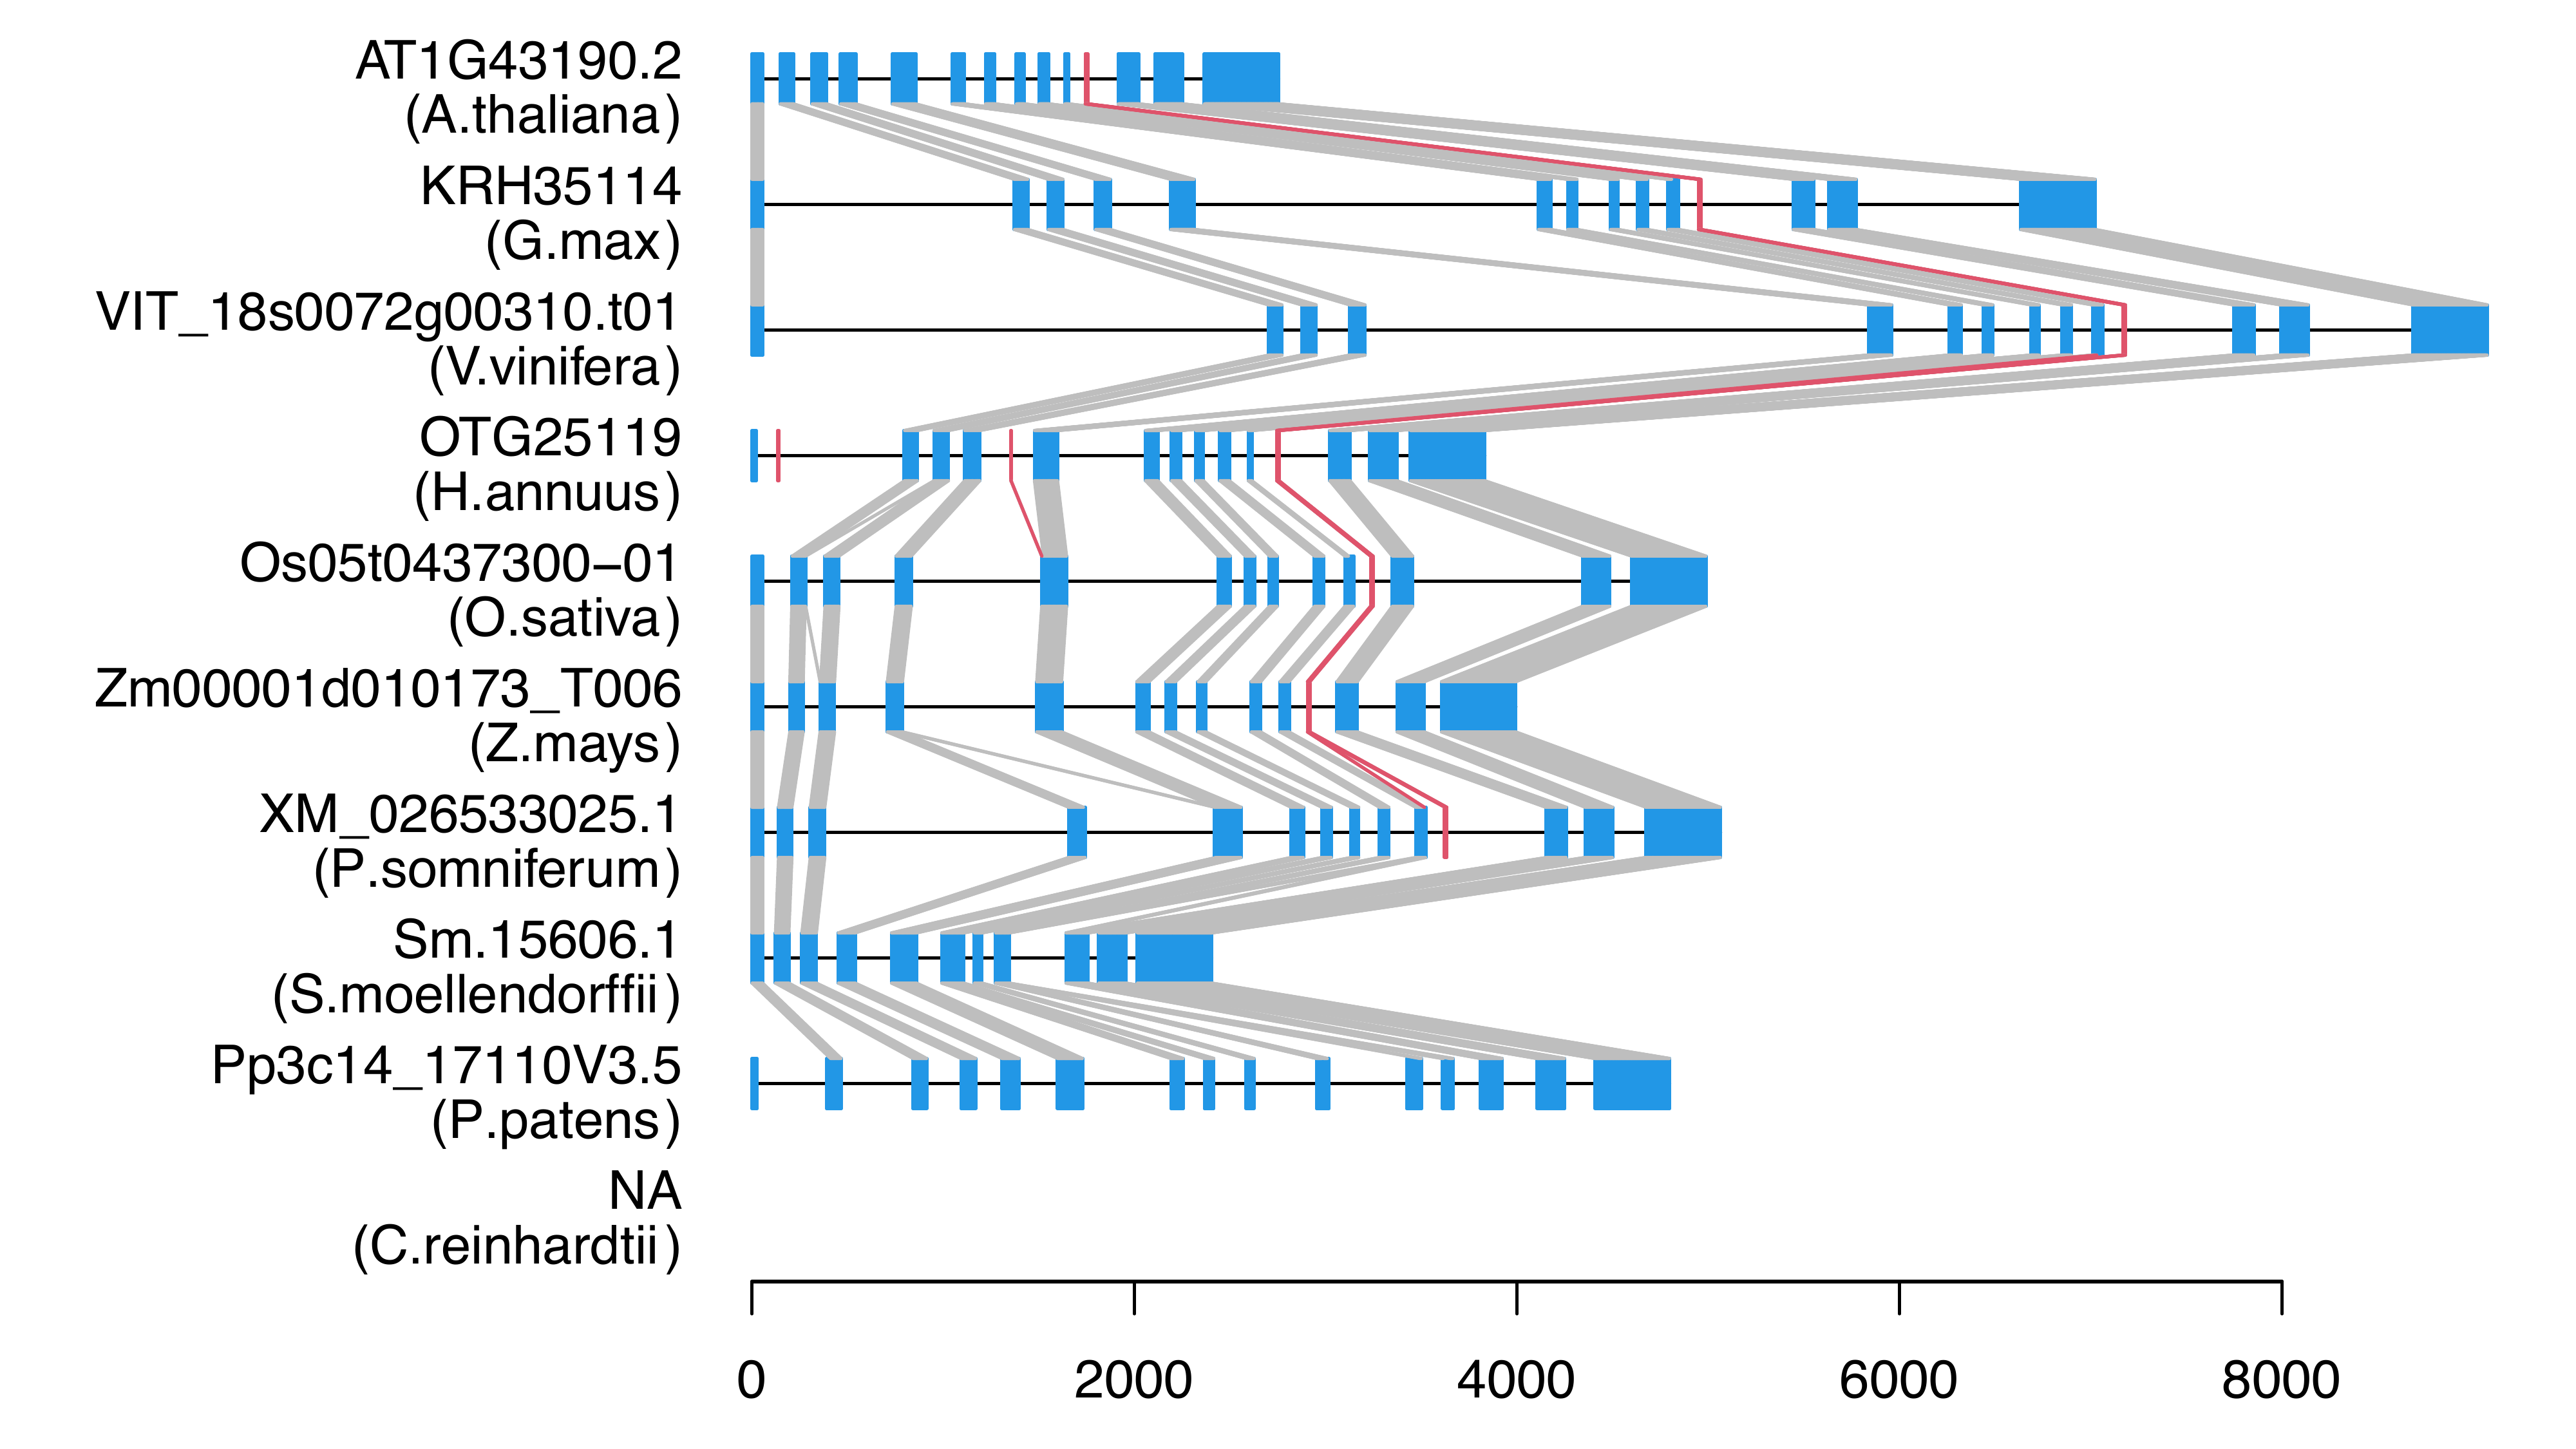 AT1G43190.2
(A.thaliana)
KRH35114
(G.max)
VIT_18s0072g00310.t01
(V.vinifera)
OTG25119
(H.annuus)
Os05t0437300−01
(O.sativa)
Zm00001d010173_T006
(Z.mays)
XM_026533025.1
(P.somniferum)
Sm.15606.1
(S.moellendorffii)
Pp3c14_17110V3.5
(P.patens)
NA
(C.reinhardtii)
0 2000 4000 6000 8000